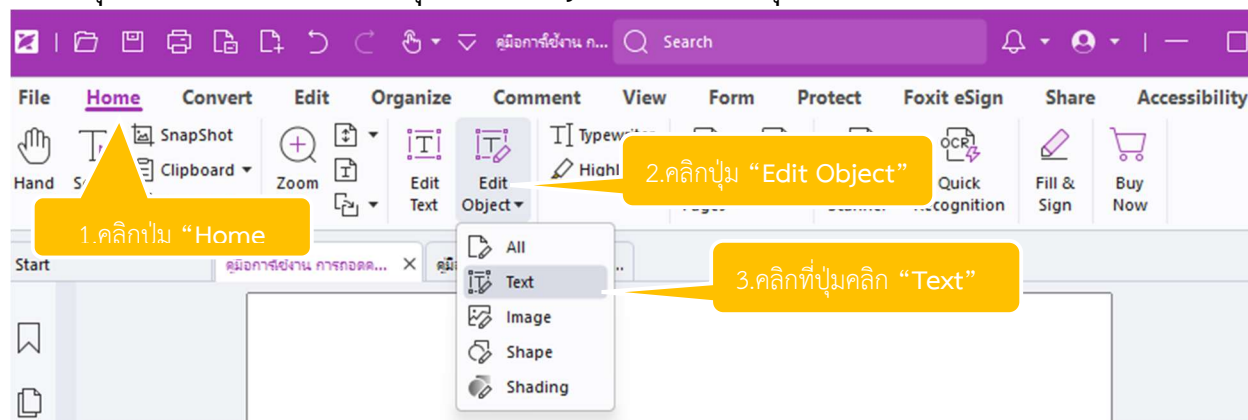 คู่มือการใช้งาน ก...
Search
File Home Convert Edit Organize Comment View Form Protect Foxit eSign Share Accessibility
SnapShot
Clipboard
Hand
Zoom
Edit Text
Edit Object
2.คลิกปุ่ม “Edit Object”
Quick Recognition
Fill & Sign
Buy Now
1.คลิกปุ่ม “Home
Start
คู่มือการใช้งาน การถอดด...
All
Text
Image
Shape
Shading
3.คลิกที่ปุ่มคลิก “Text”